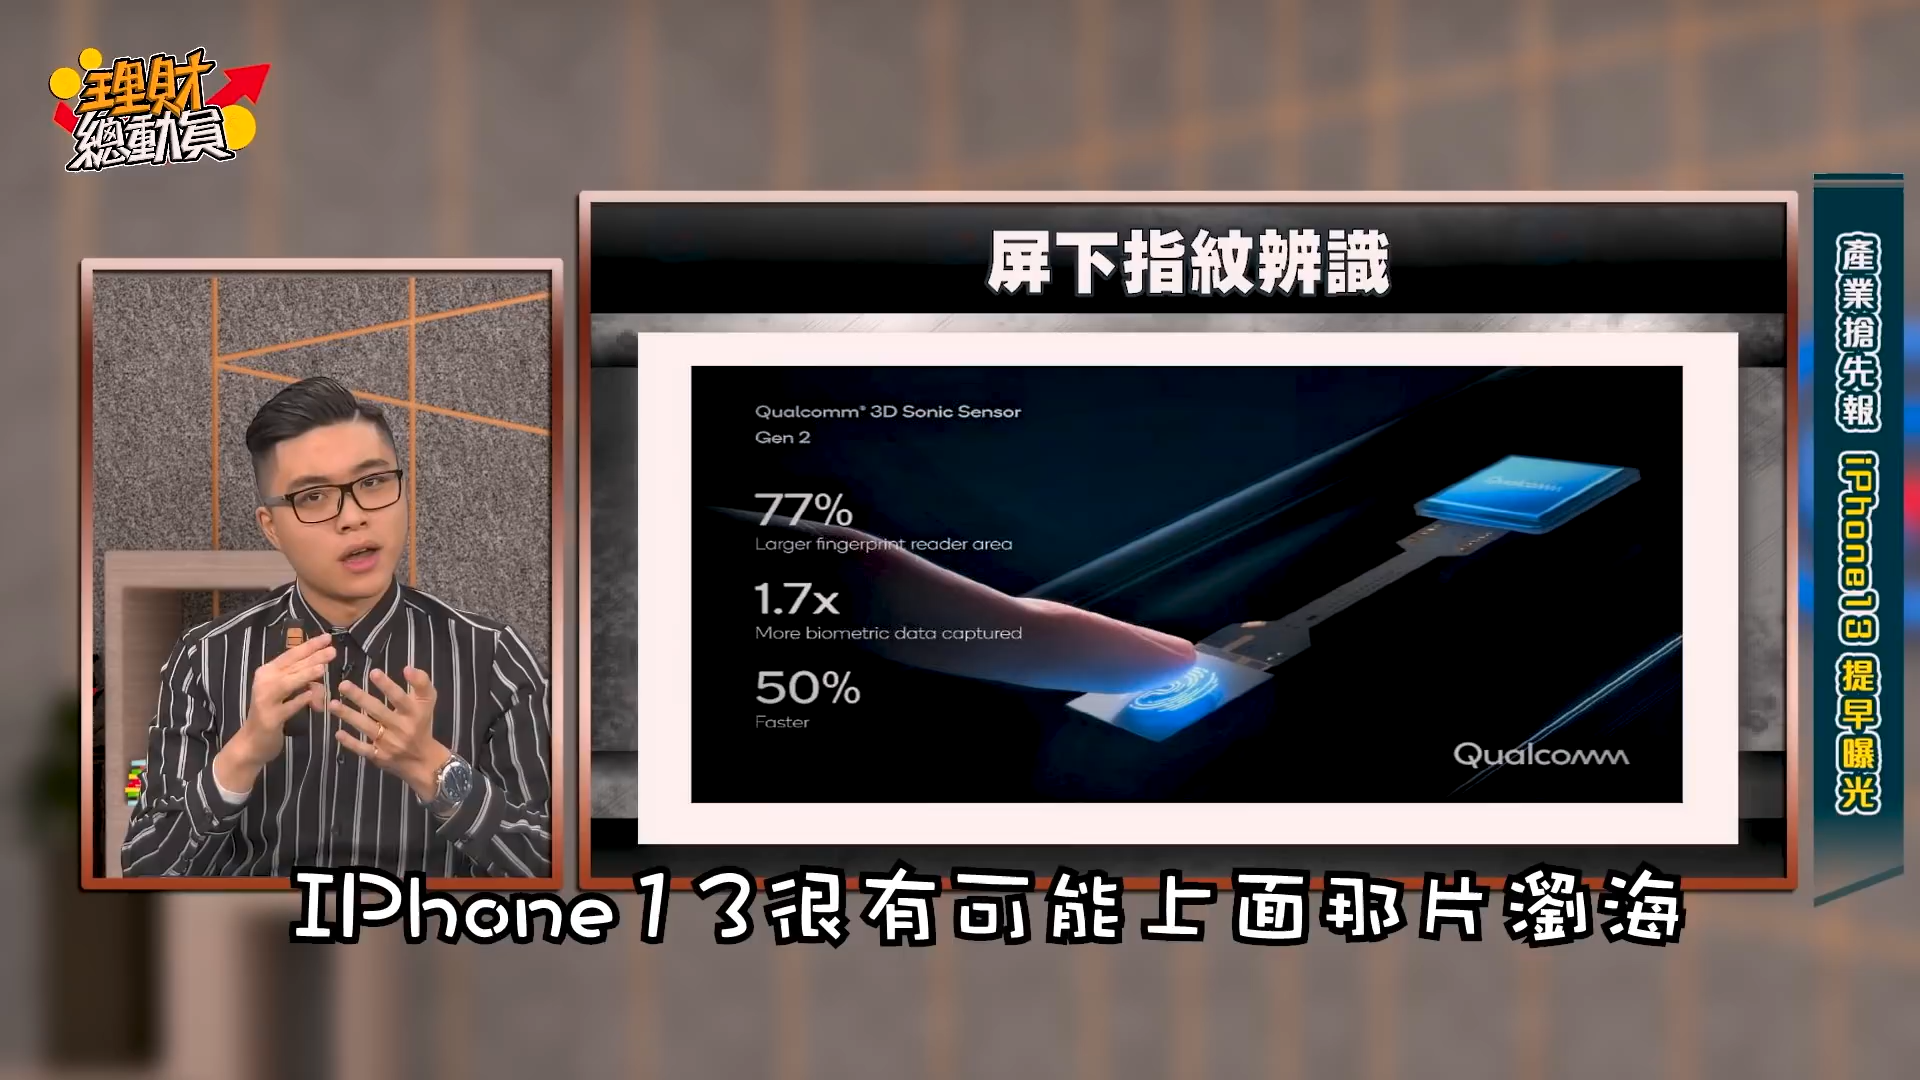 理財
總動員
屏下指紋辨識
Qualcomm® 3D Sonic Sensor
Gen 2
77%
Larger fingerprint reader area
1.7x
More biometric data captured
50%
Faster
Qualcomm
Qualcomm
產業搶先報 iPhone13 提早曝光
IPhone13很有可能上面那片瀏海